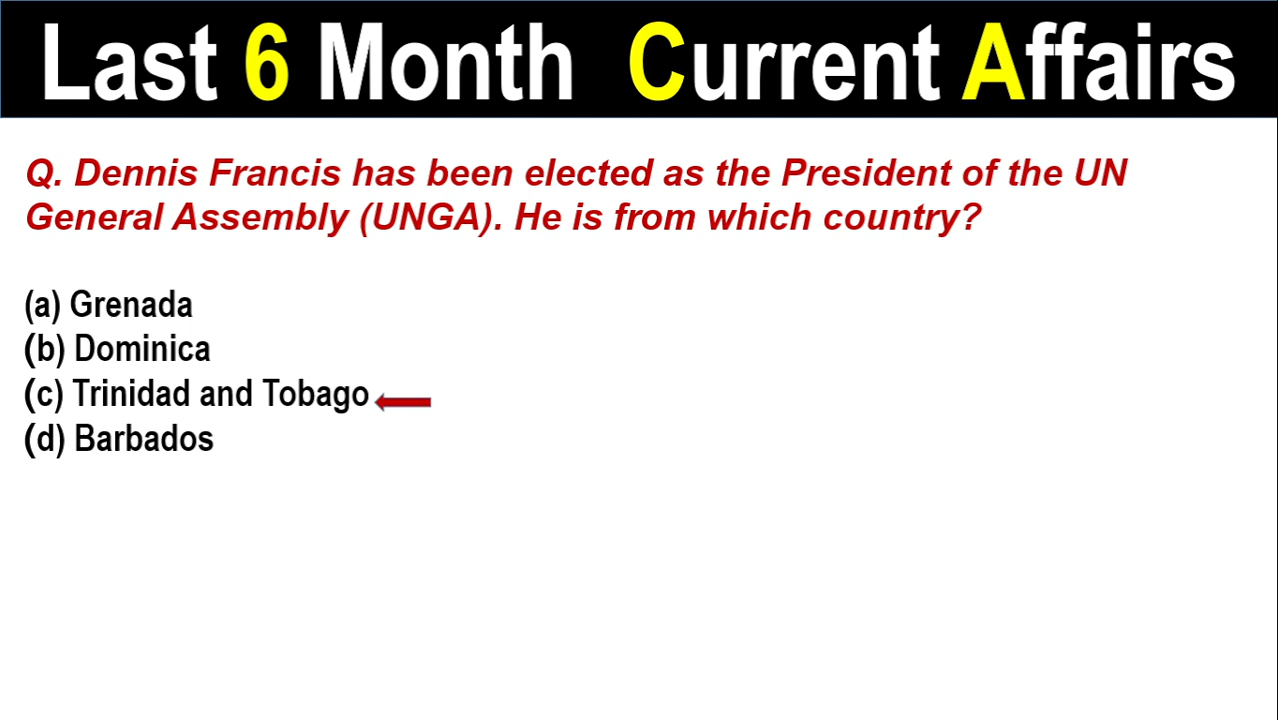 Last 6 Month Current Affairs
Q. Dennis Francis has been elected as the President of the UN
General Assembly (UNGA). He is from which country?
(a) Grenada
(b) Dominica
(c) Trinidad and Tobago
(d) Barbados